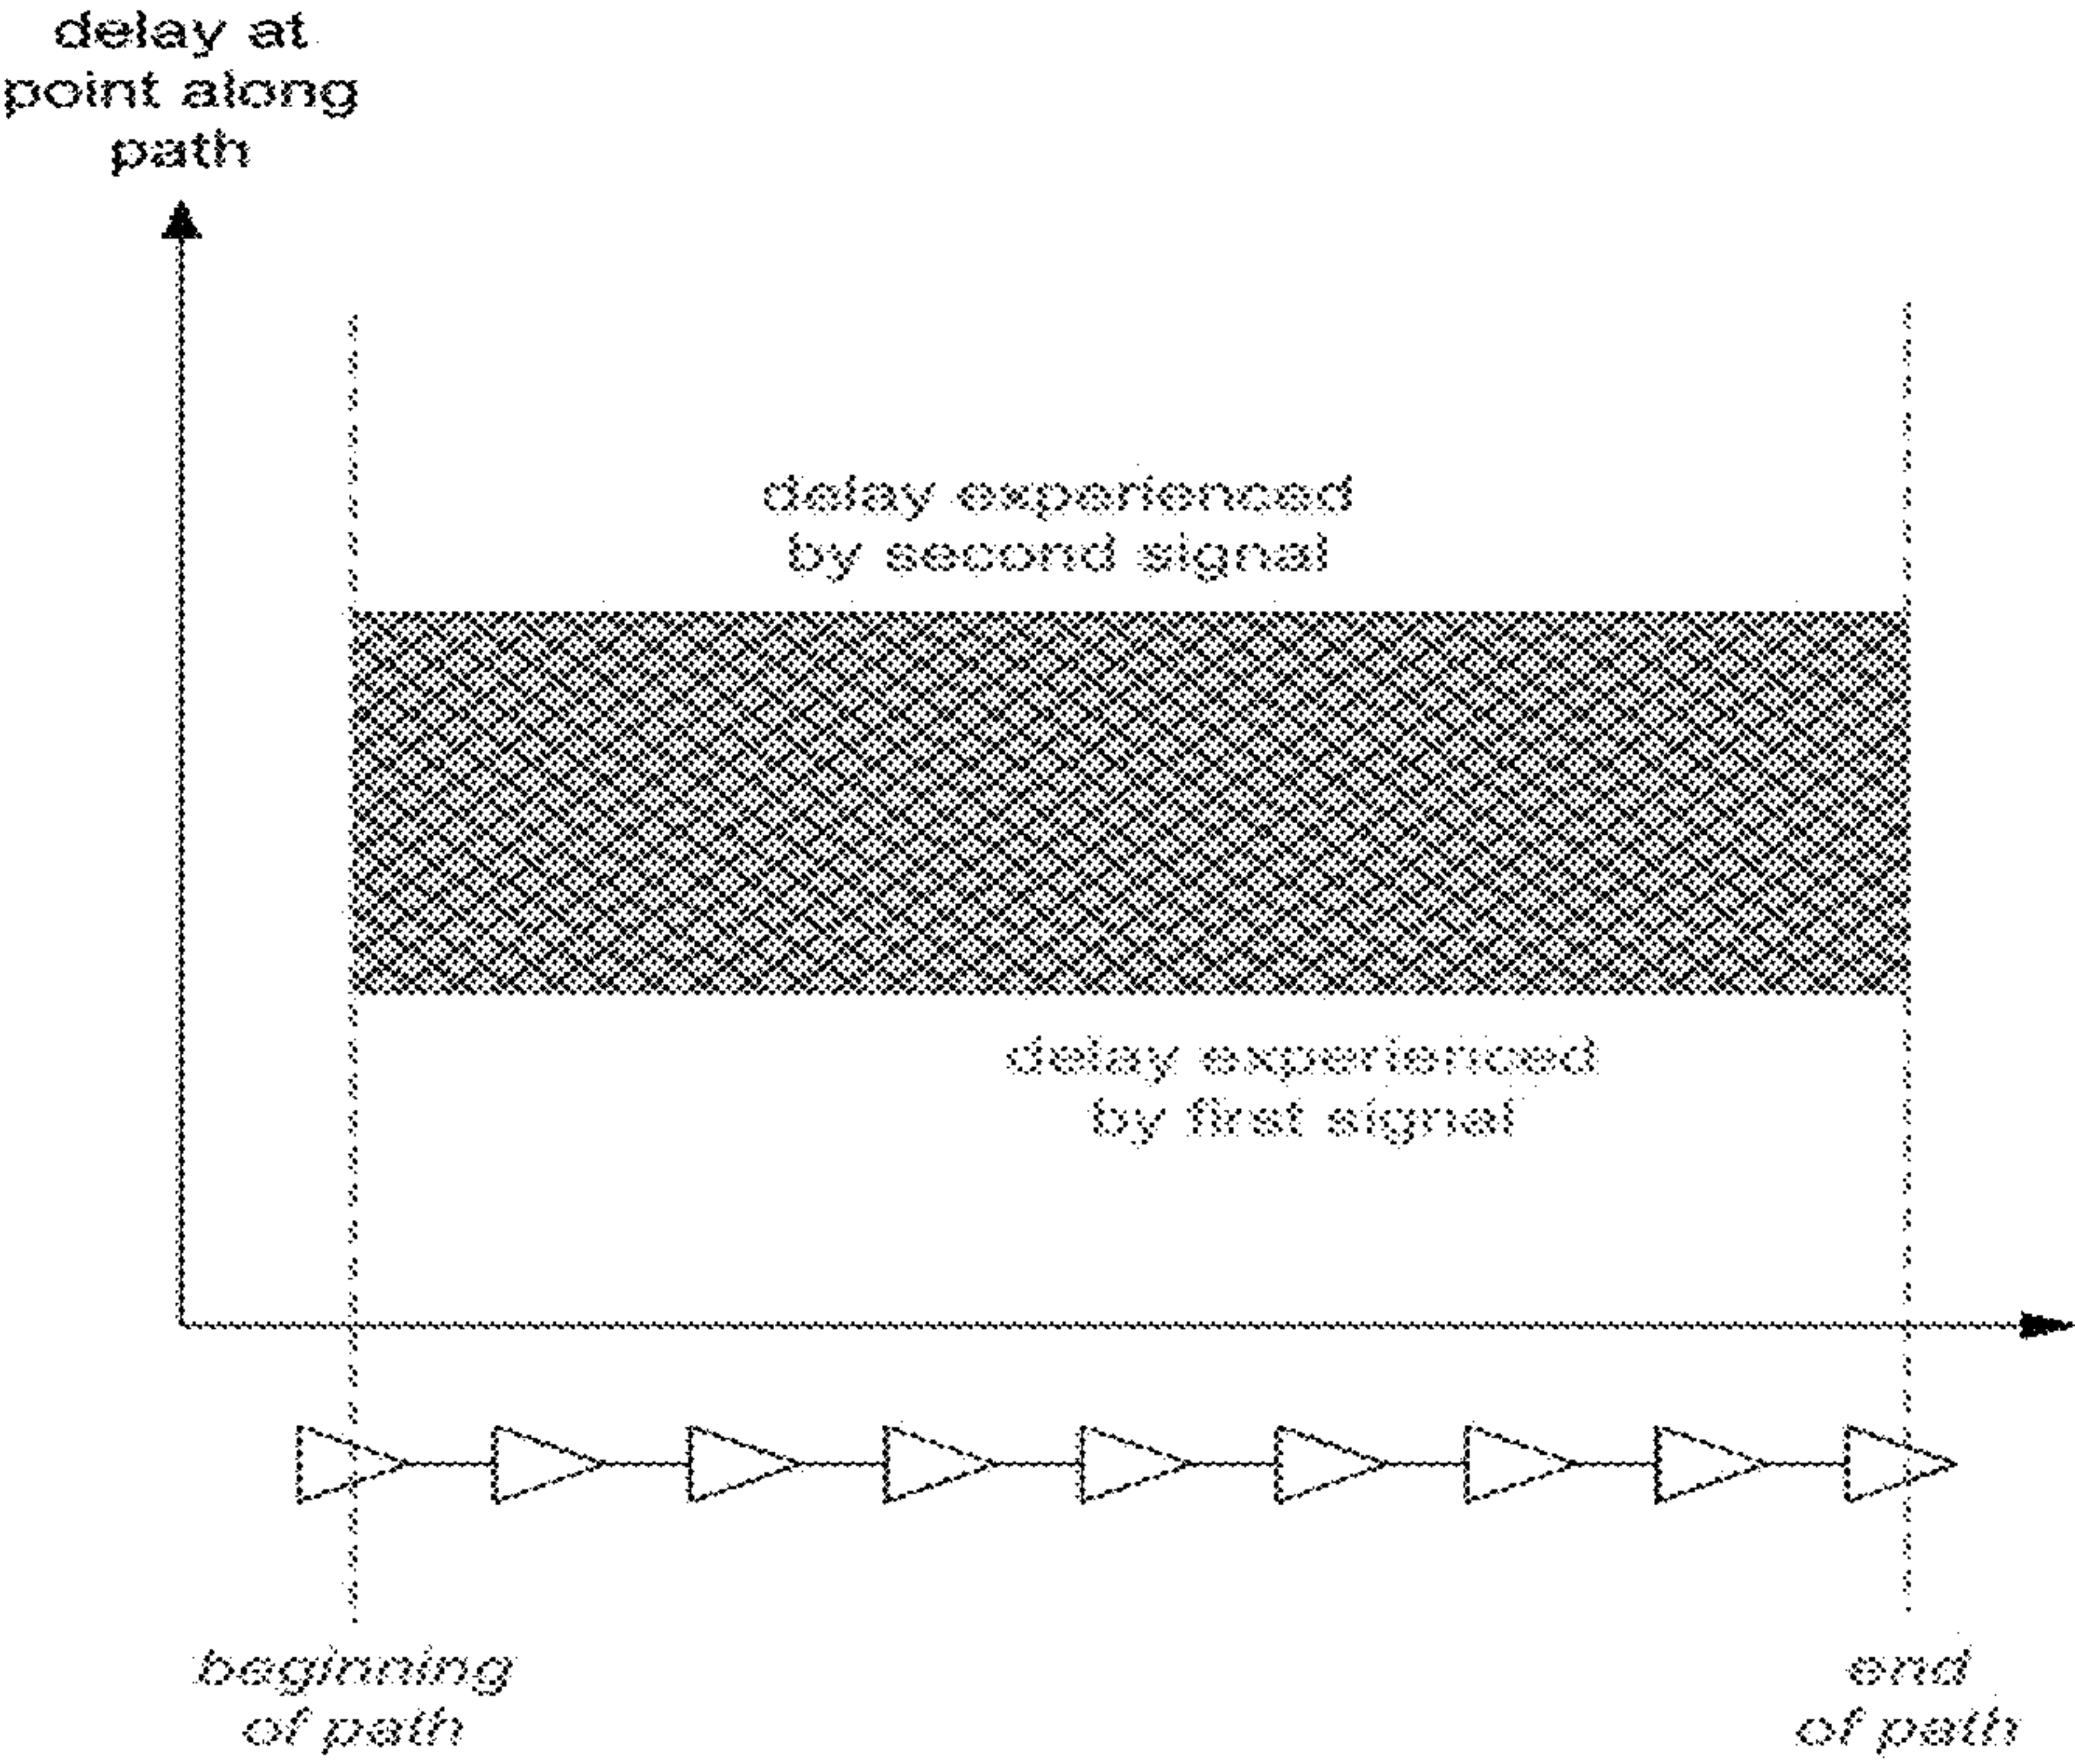 delay at
point along
path
delay experienced
by second signal
delay experienced
by first signal
beginning
of path
end
of path